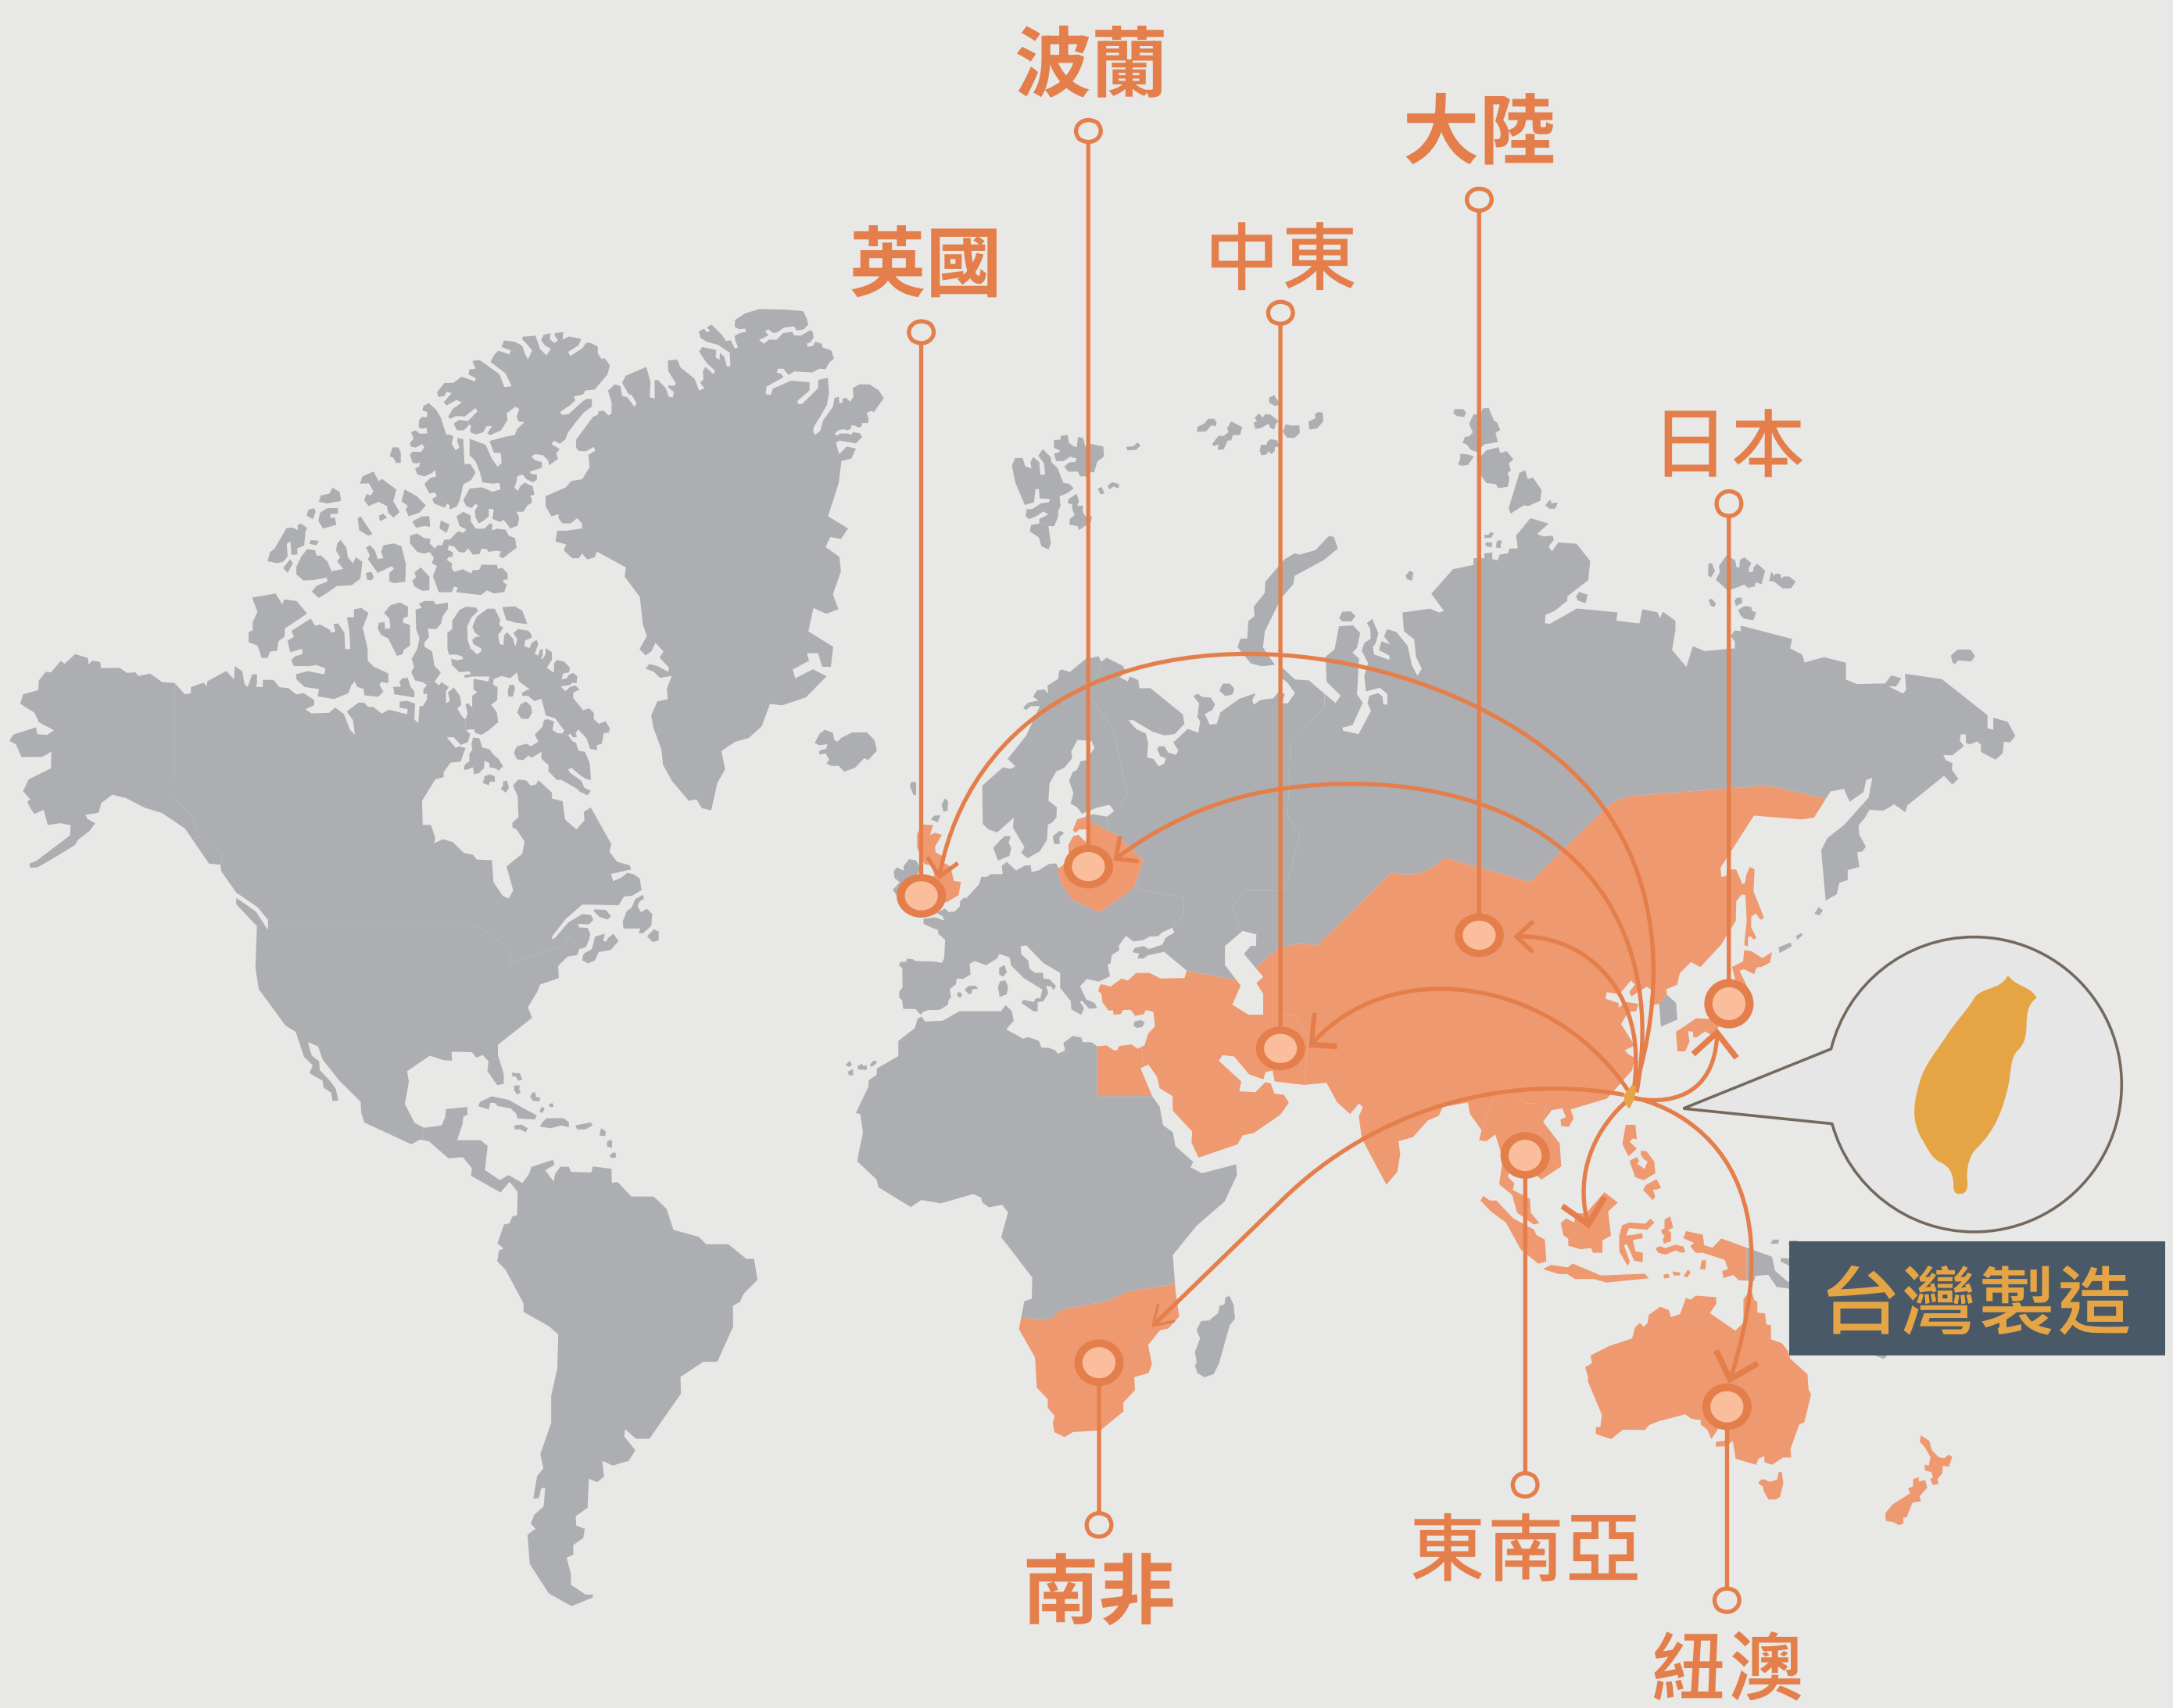 波蘭
大陸
英國
中東
日本
台灣製造
東南亞
南非
紐澳